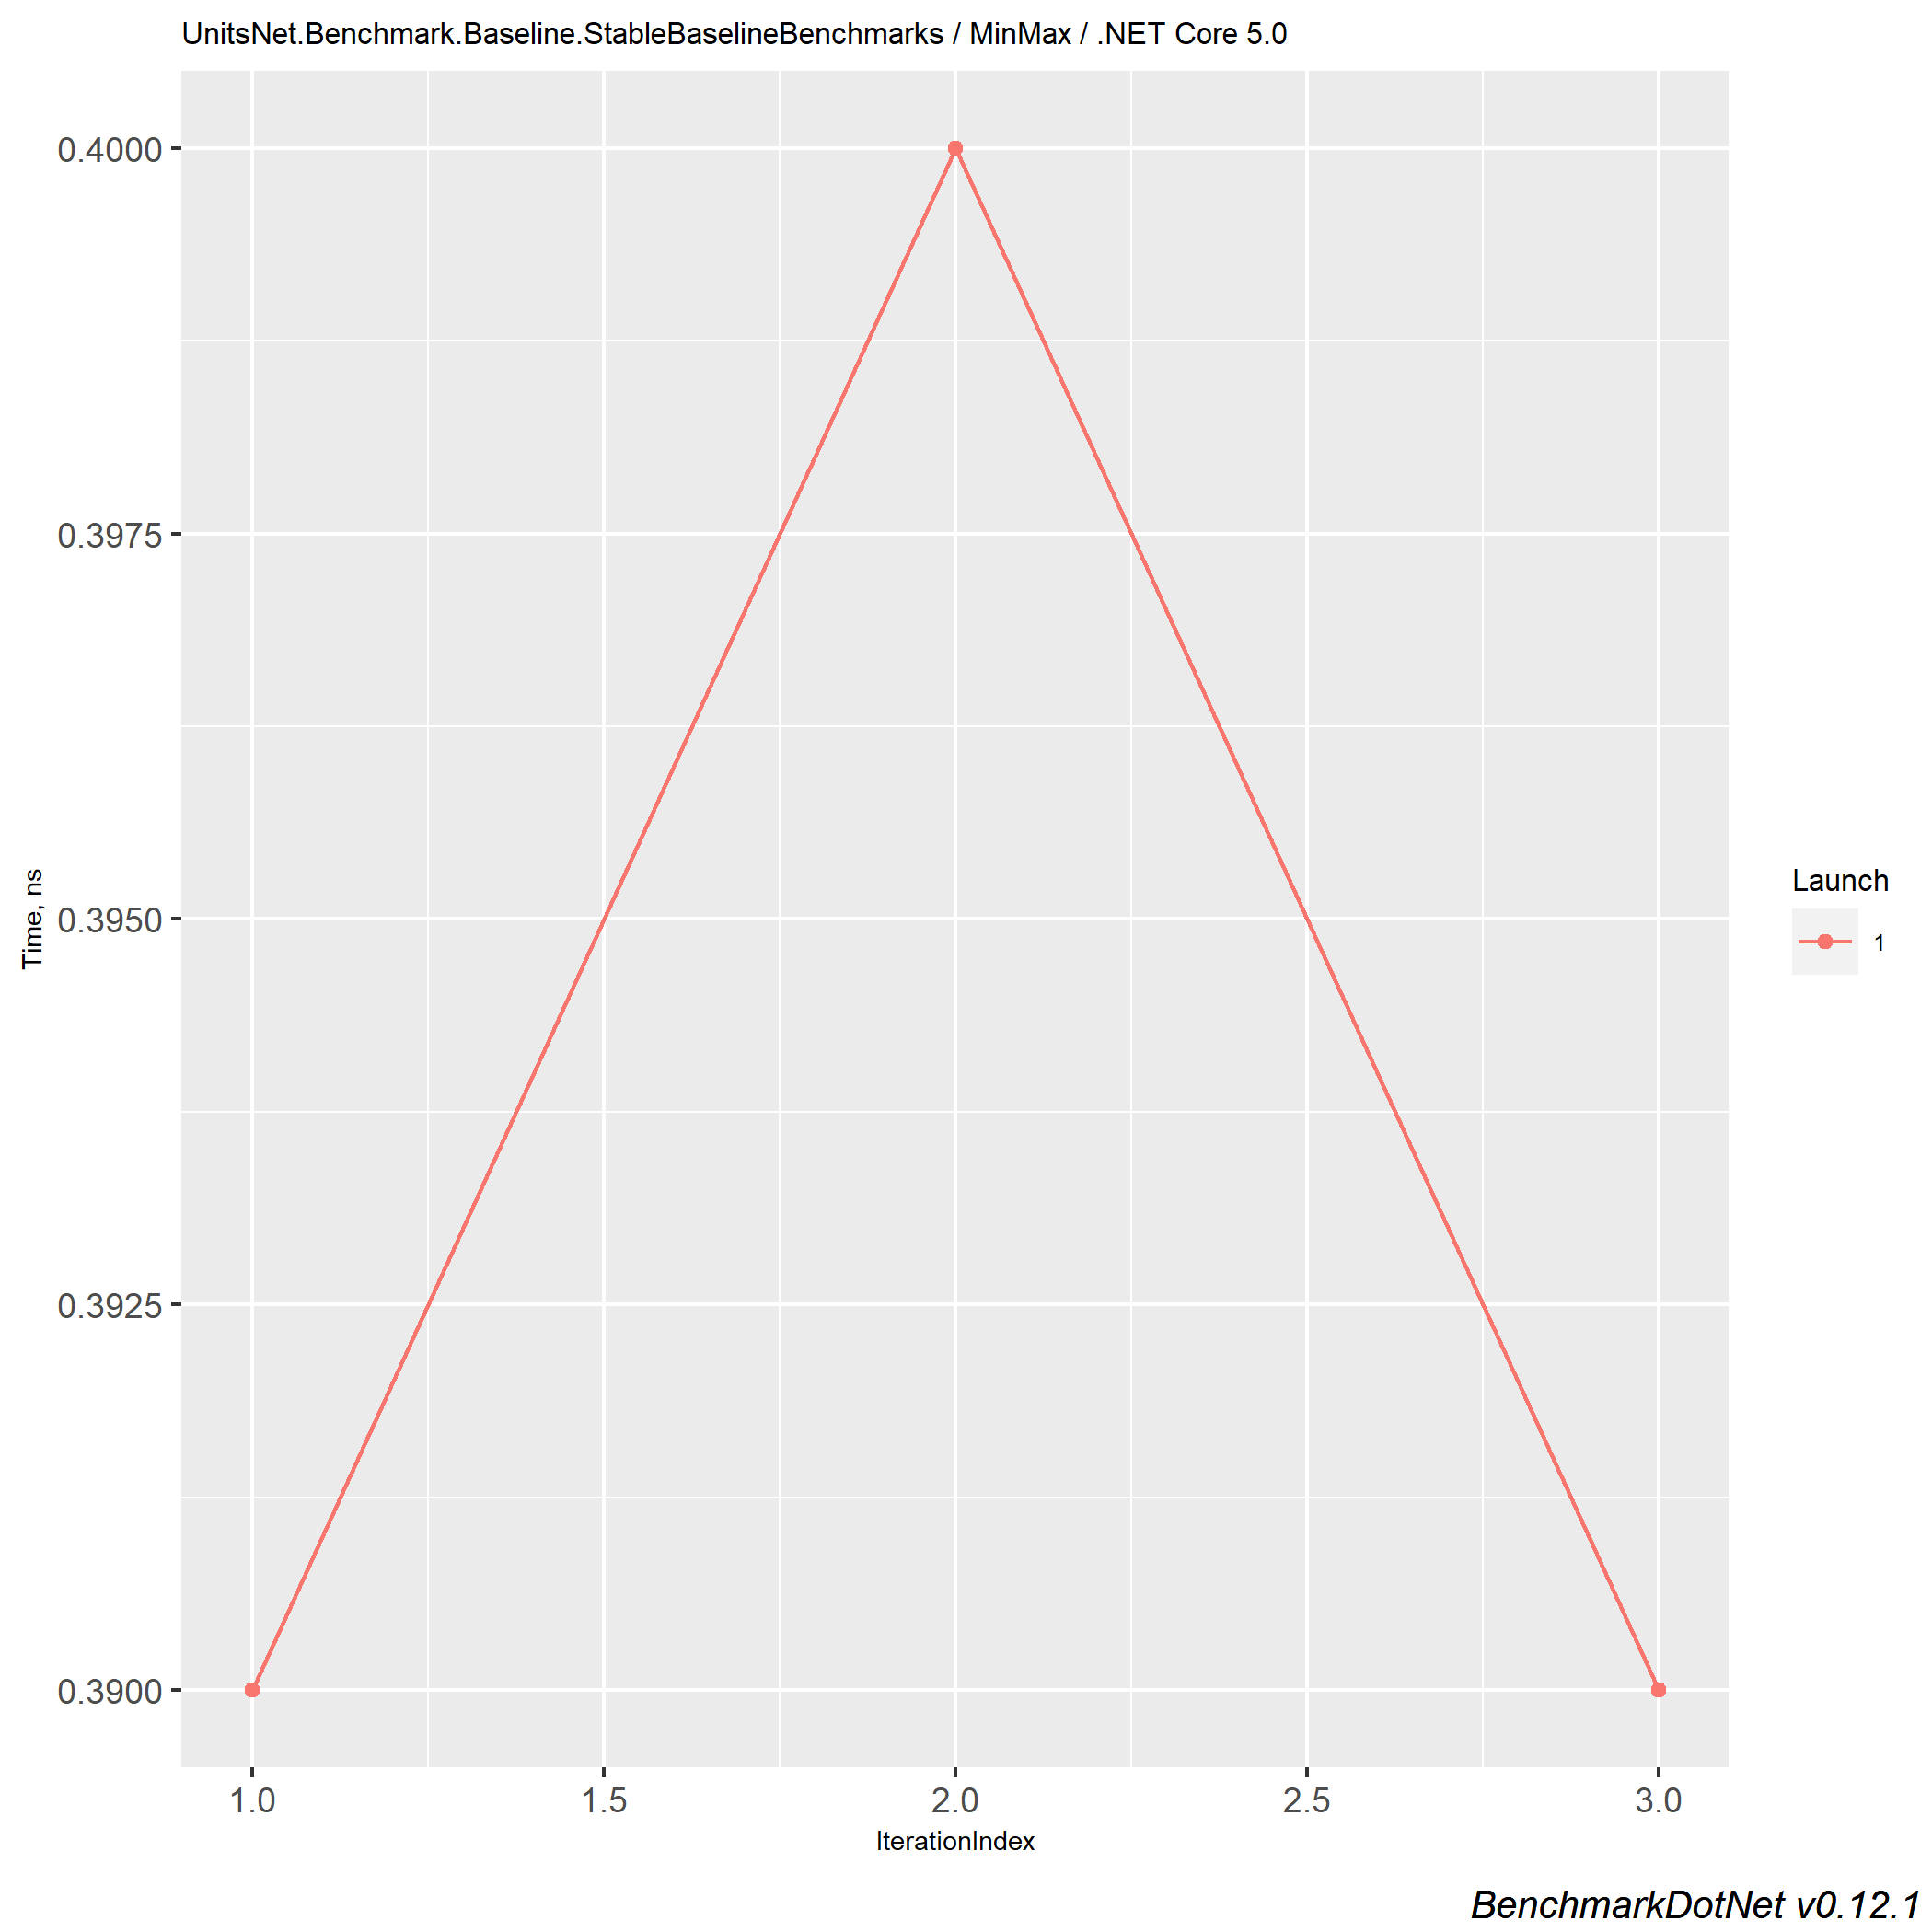 UnitsNet.Benchmark.Baseline.StableBaselineBenchmarks / MinMax / .NET Core 5.0
0.4000
0.3975
0.3950
0.3925
0.3900
Time, ns
1.0 1.5 2.0 2.5 3.0
IterationIndex
Launch
1
BenchmarkDotNet v0.12.1